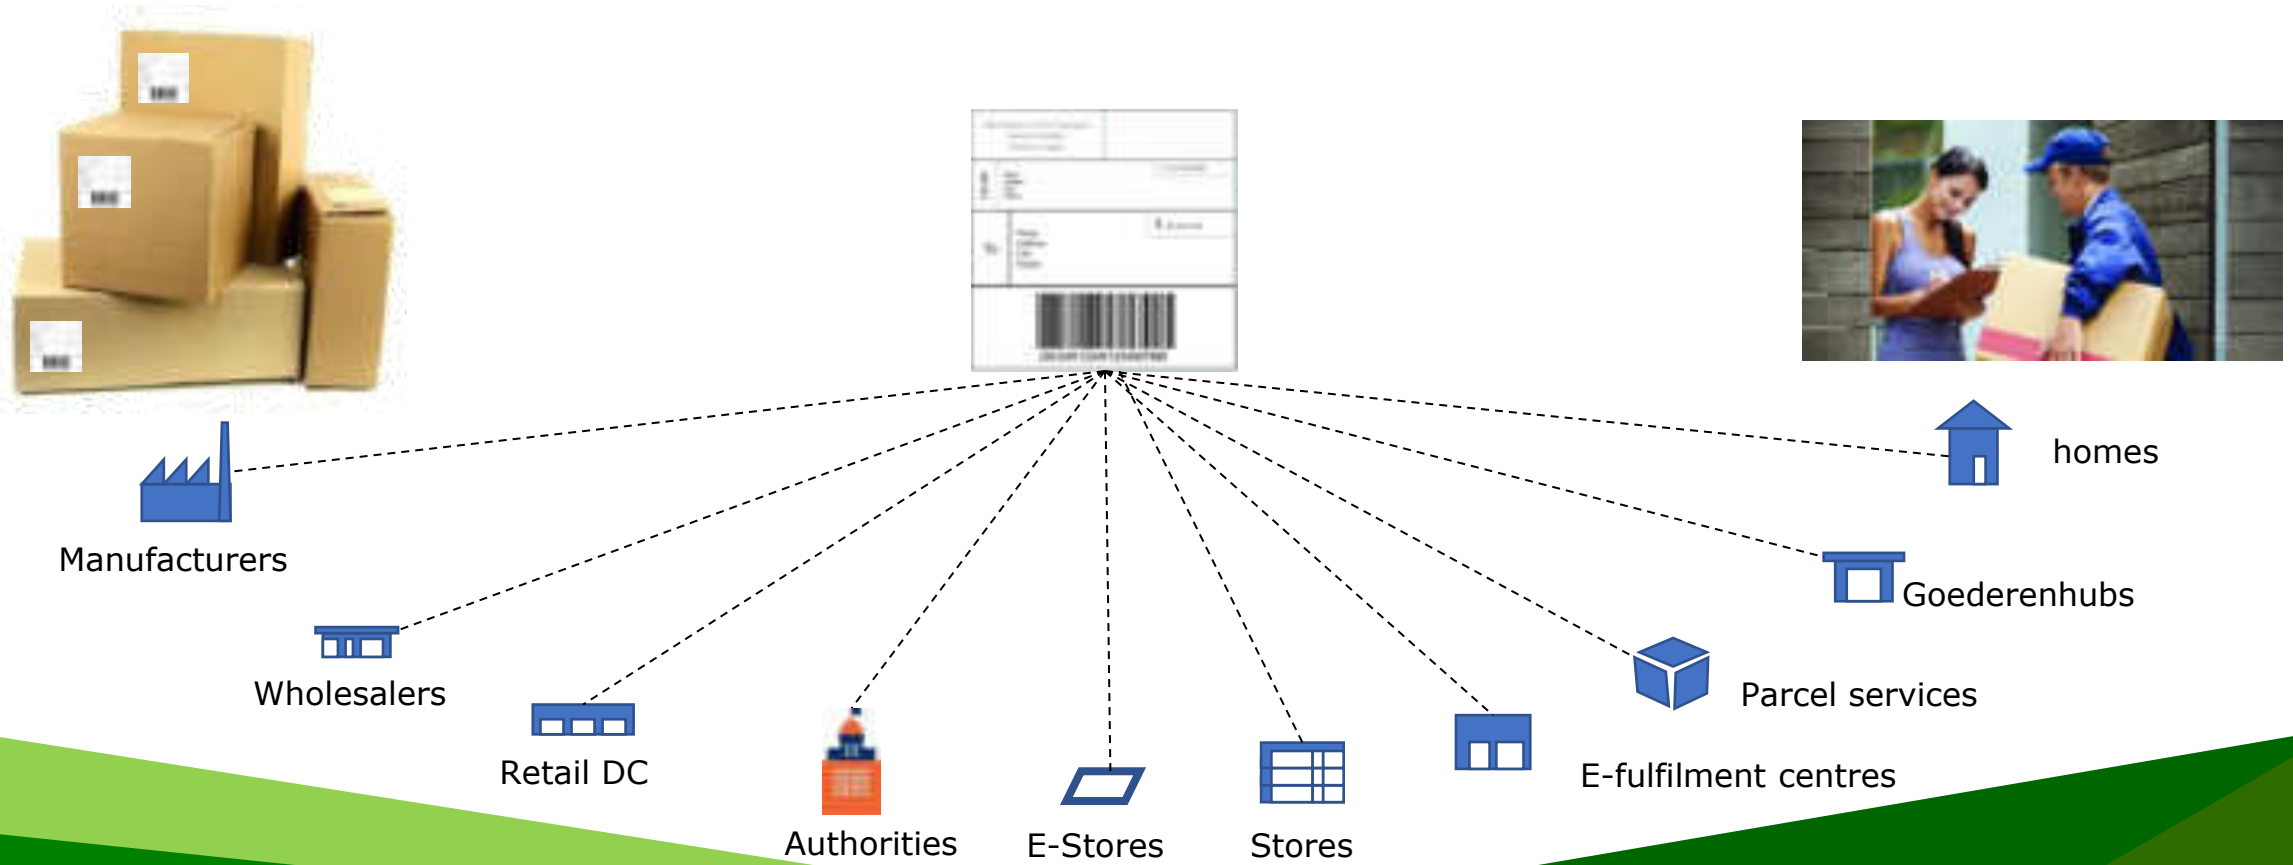 homes
Manufacturers
Goederenhubs
Wholesalers
Parcel services
Retail DC
E-fulfilment centres
Authorities
E-Stores
Stores